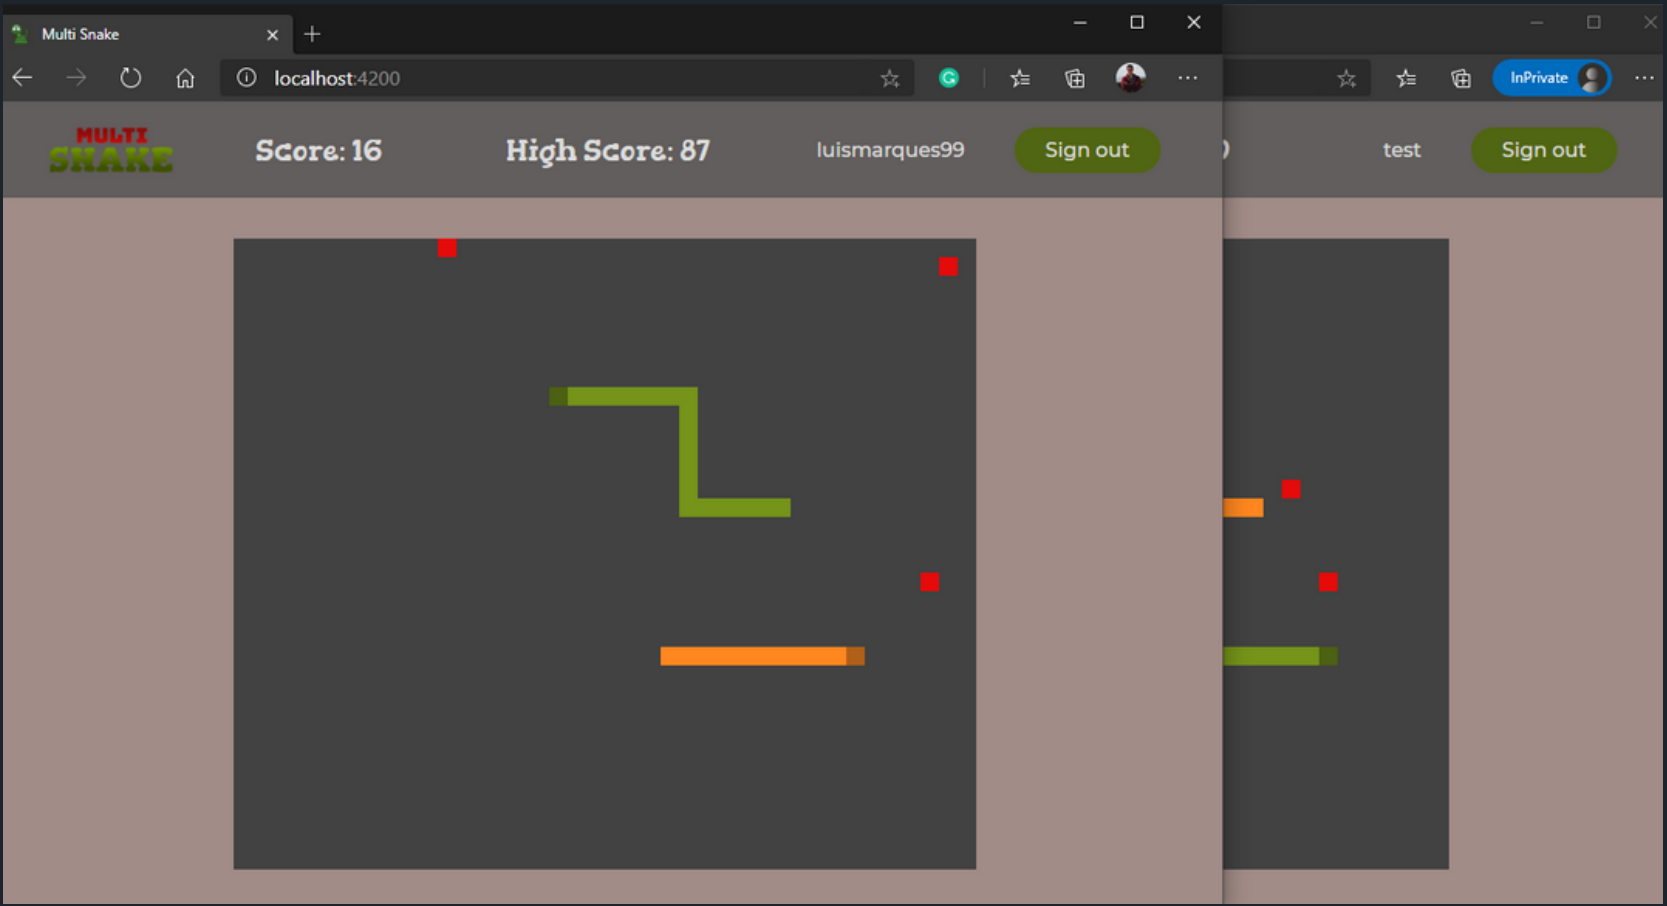 Multi Snake
localhost:4200
InPrivate
MULTI
SNAKE
Score: 16
High Score: 87
luismarques99
Sign out
test
Sign out